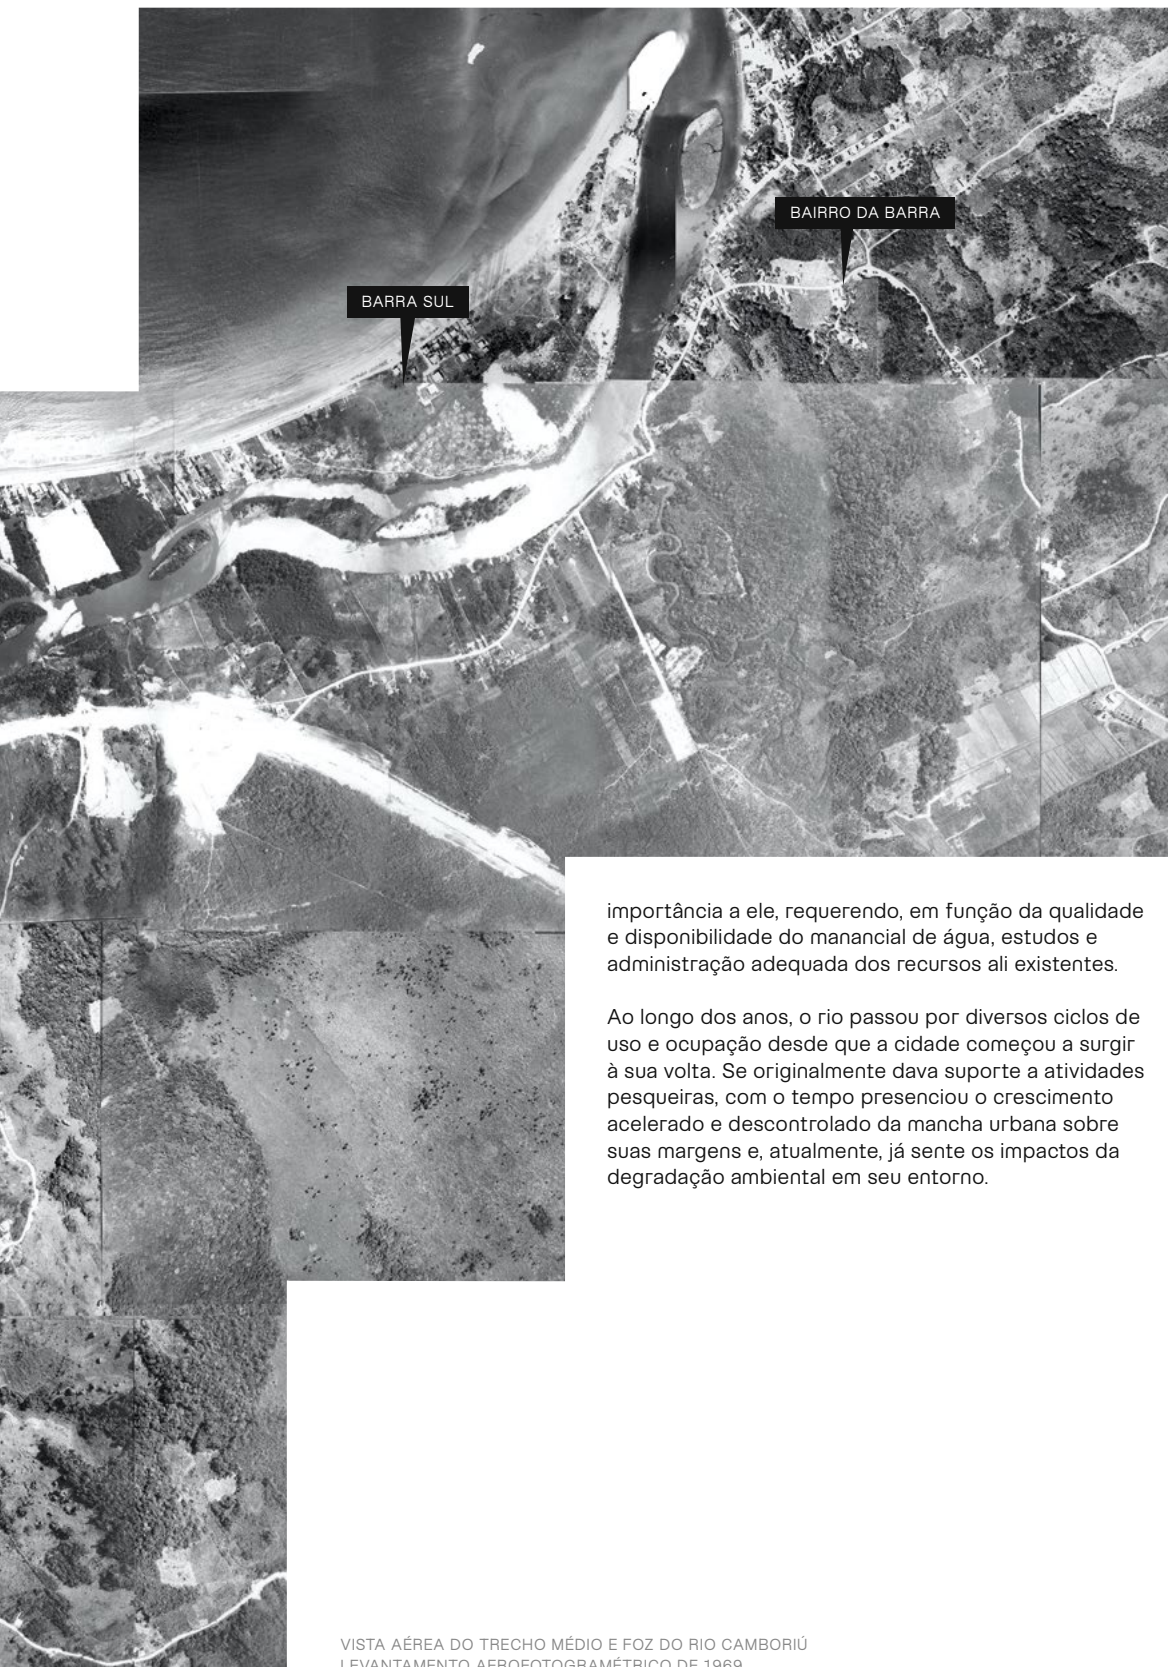 BAIRRO DA BARRA
BARRA SUL
importância a ele, requerendo, em função da qualidade
e disponibilidade do manancial de água, estudos e
administração adequada dos recursos ali existentes.
Ao longo dos anos, o rio passou por diversos ciclos de
uso e ocupação desde que a cidade começou a surgir
à sua volta. Se originalmente dava suporte a atividades
pesqueiras, com o tempo presenciou o crescimento
acelerado e descontrolado da mancha urbana sobre
suas margens e, atualmente, já sente os impactos da
degradação ambiental em seu entorno.
VISTA AÉREA DO TRECHO MÉDIO E FOZ DO RIO CAMBORIÚ
LEVANTAMENTO AEROFOTOGRAMÉTRICO DE 1969